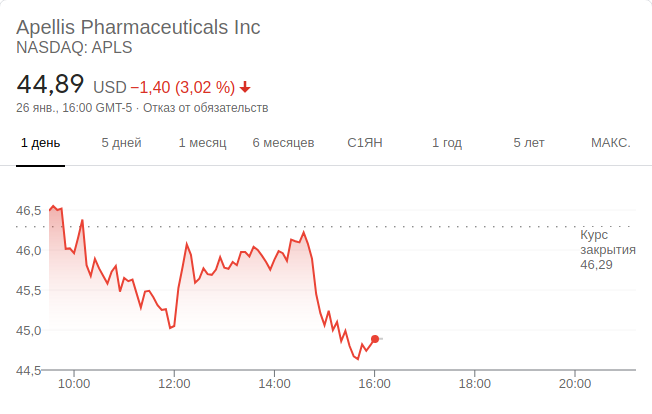 Apellis Pharmaceuticals Inc
NASDAQ: APLS
44,89 USD −1,40 (3,02 %)
26 янв., 16:00 GMT-5 · Отказ от обязательств
1 день 5 дней 1 месяц 6 месяцев С1ЯН 1 год 5 лет МАКС.
46,5
Курс
закрытия
46,29
46,0
45,5
45,0
44,5
10:00 12:00 14:00 16:00 18:00 20:00